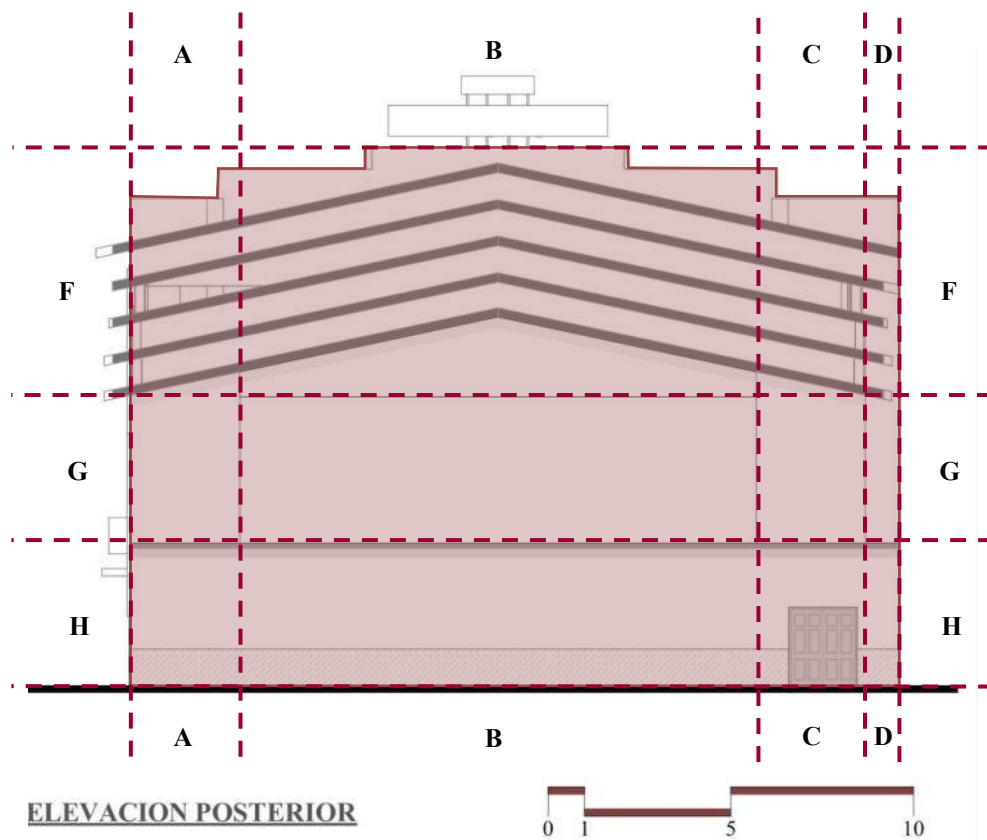 A B C D
F F
G G
H H
A B C D
ELEVACION POSTERIOR
0 1 5 10